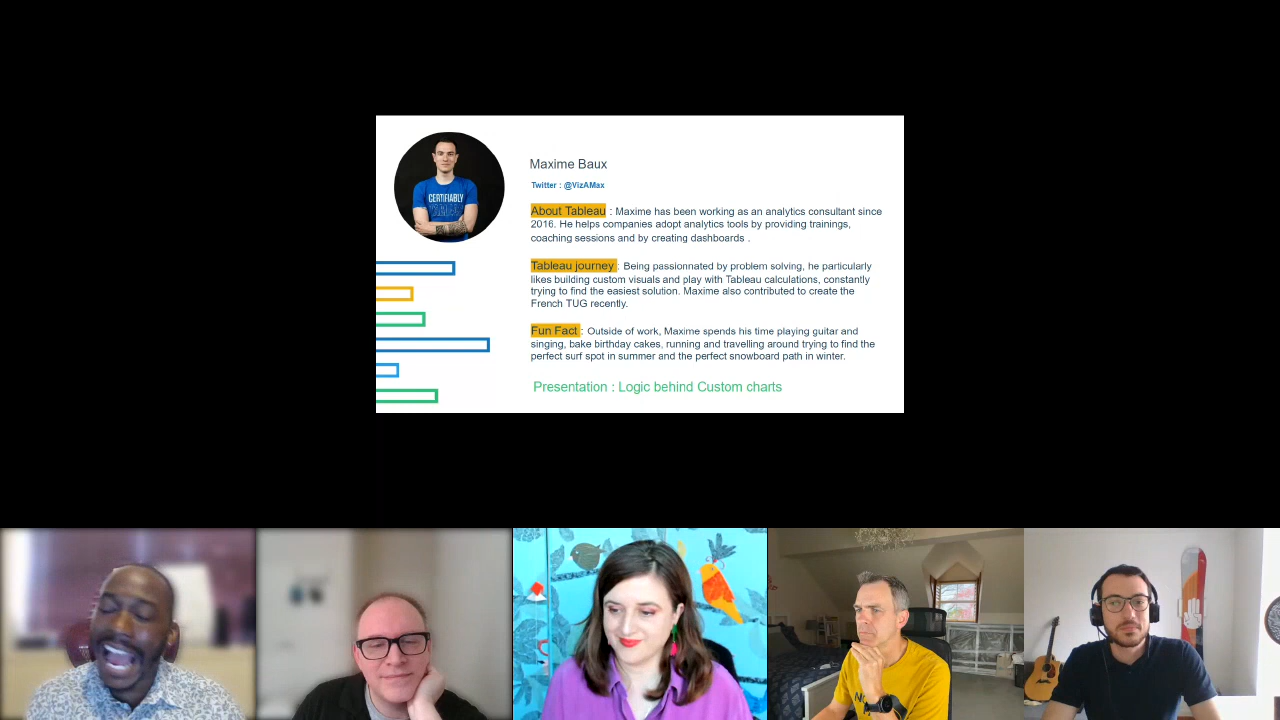 Maxime Baux
Twitter : @VizAMax
CERTIFIABLY
About Tableau : Maxime has been working as an analytics consultant since
2016. He helps companies adopt analytics tools by providing trainings,
coaching sessions and by creating dashboards .
Tableau journey : Being passionnated by problem solving, he particularly
likes building custom visuals and play with Tableau calculations, constantly
trying to find the easiest solution. Maxime also contributed to create the
French TUG recently.
Fun Fact : Outside of work, Maxime spends his time playing guitar and
singing, bake birthday cakes, running and travelling around trying to find the
perfect surf spot in summer and the perfect snowboard path in winter.
Presentation : Logic behind Custom charts